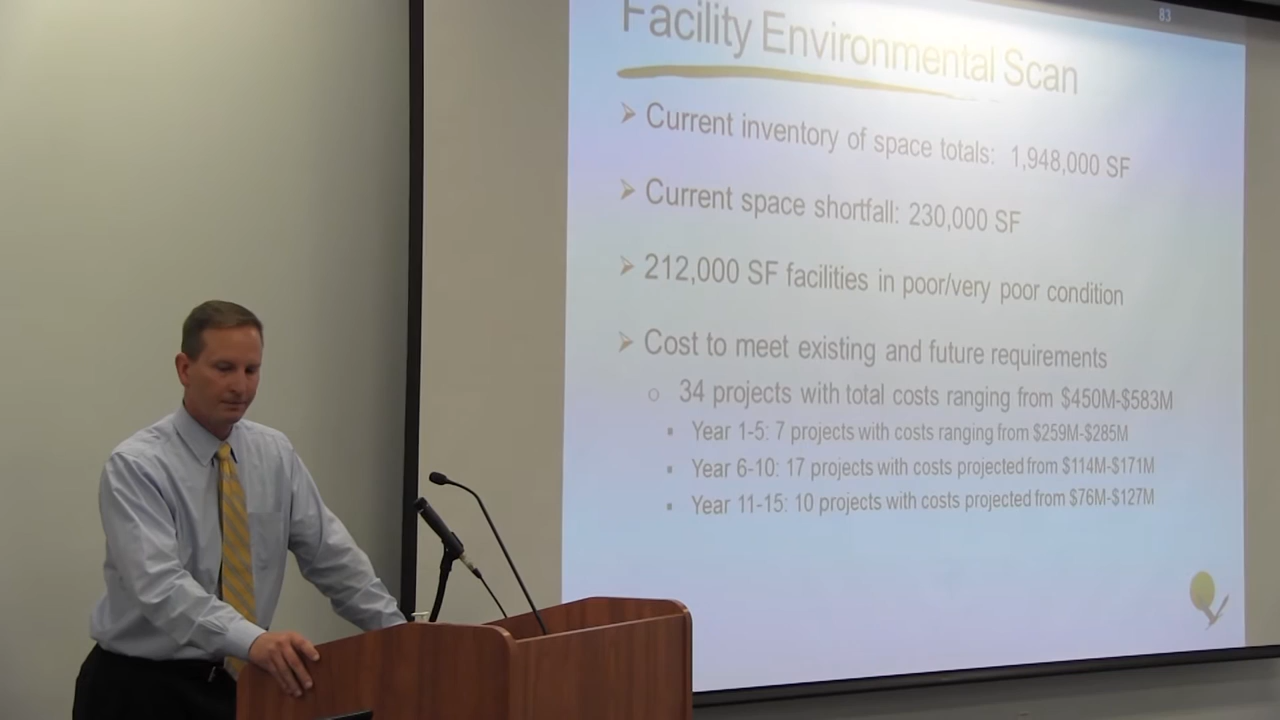 83
Facility Environmental Scan
➢ Current inventory of space totals: 1,948,000 SF
➢ Current space shortfall: 230,000 SF
➢ 212,000 SF facilities in poor/very poor condition
➢ Cost to meet existing and future requirements
o 34 projects with total costs ranging from $450M-$583M
▪ Year 1-5: 7 projects with costs ranging from $259M-$285M
▪ Year 6-10: 17 projects with costs projected from $114M-$171M
▪ Year 11-15: 10 projects with costs projected from $76M-$127M